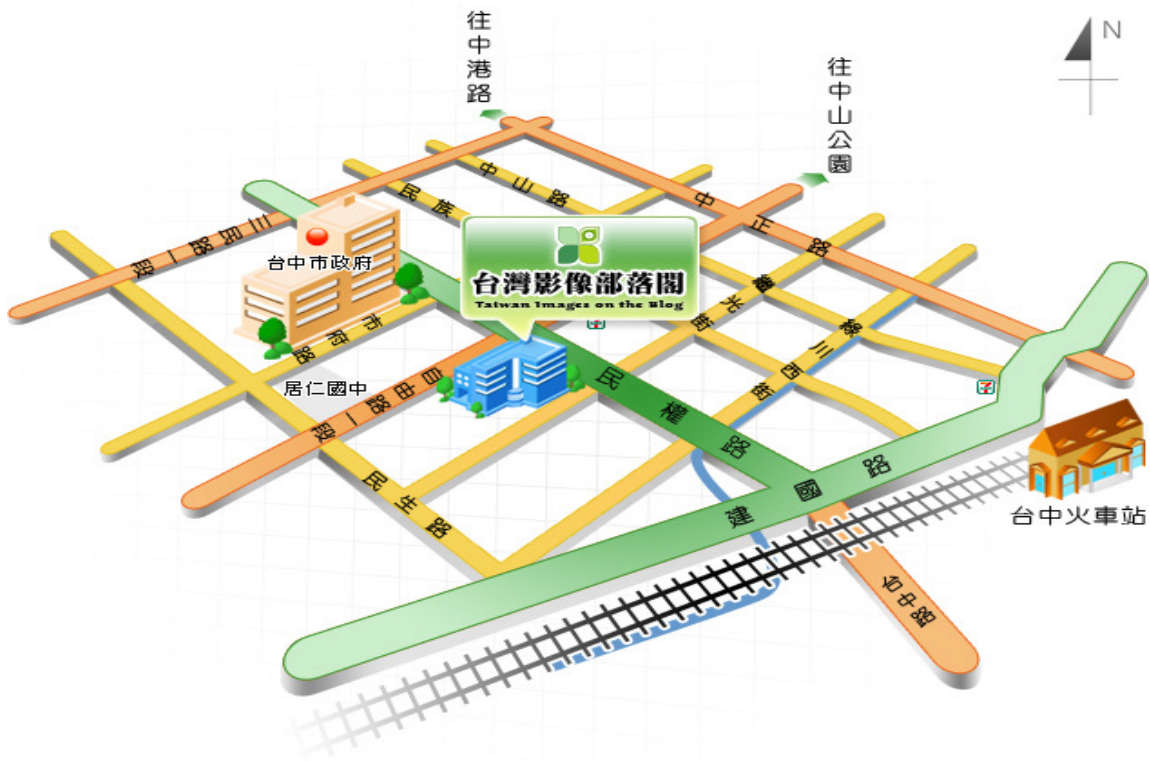 往中港路
N
往中山公園
中山路
民族
中正路
三民路一段
台中市政府
台灣影像部落閣
Taiwan Images on the Blog
市府路
繼光街
綠川西街
居仁國中
自由路一段
民權路
7
7
民生路
建國路
台中火車站
台中路